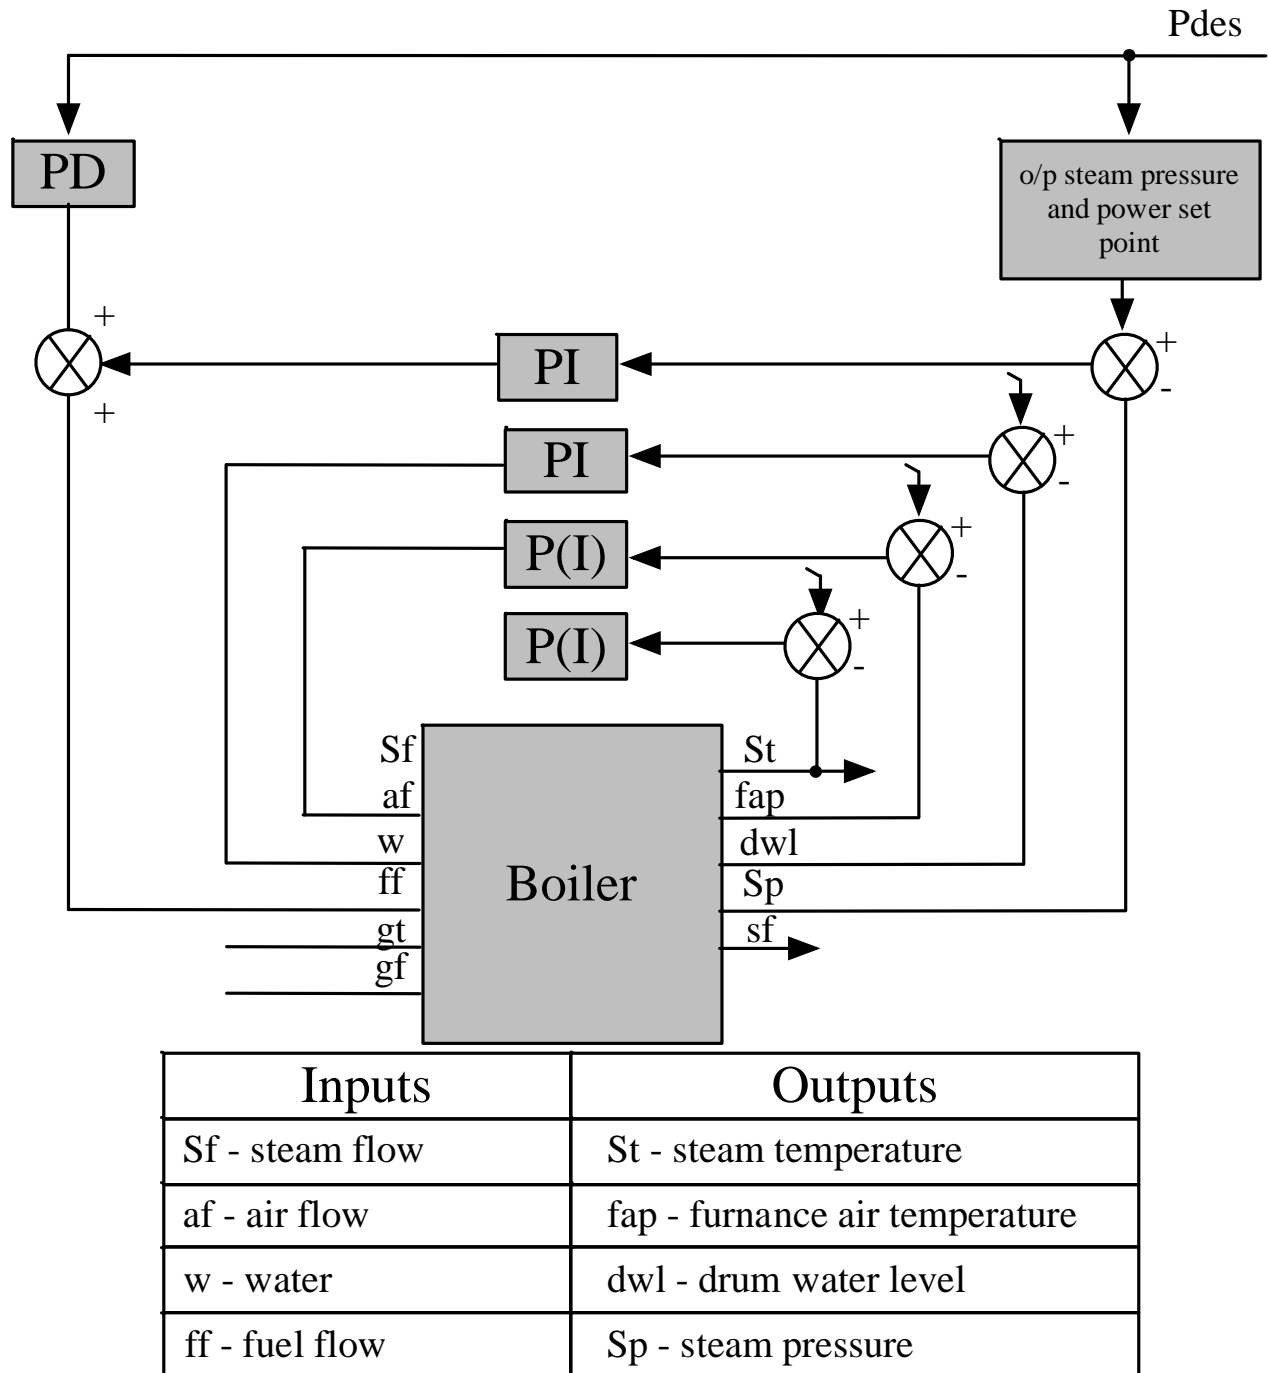 Pdes
PD
o/p steam pressure
and power set
point
+
+
PI
+
-
PI
+
-
P(I)
+
-
P(I)
+
-
Sf
af
w
ff
gt
gf
Boiler
St
fap
dwl
Sp
sf
Inputs Outputs
Sf - steam flow St - steam temperature
af - air flow fap - furnance air temperature
w - water dwl - drum water level
ff - fuel flow Sp - steam pressure